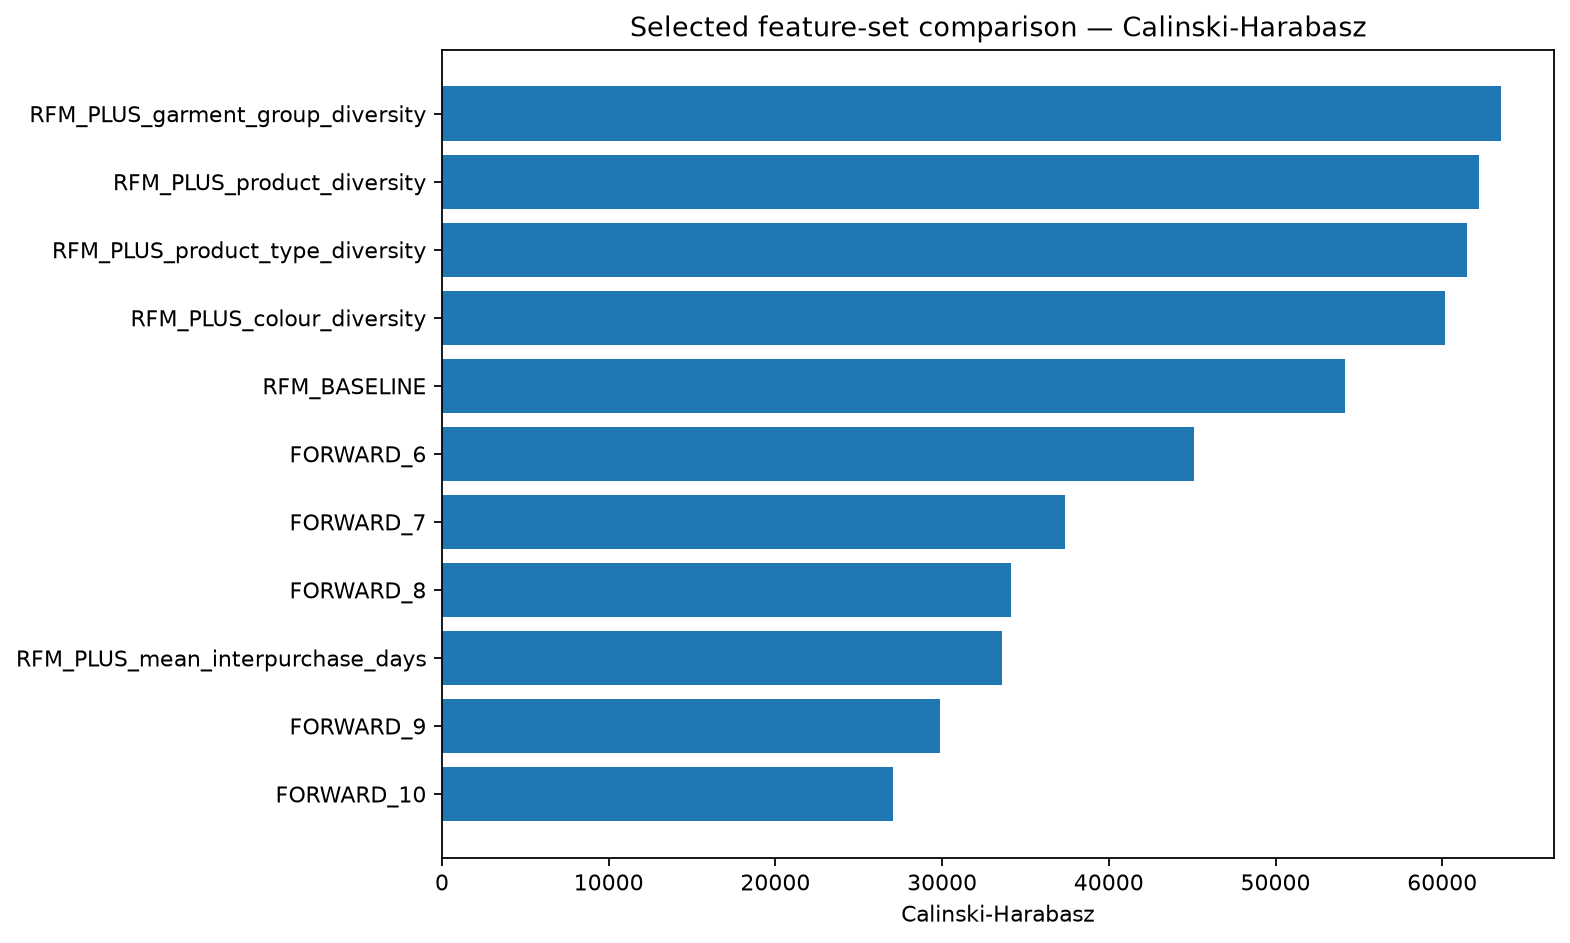 Selected feature-set comparison — Calinski-Harabasz
RFM_PLUS_garment_group_diversity
RFM_PLUS_product_diversity
RFM_PLUS_product_type_diversity
RFM_PLUS_colour_diversity
RFM_BASELINE
FORWARD_6
FORWARD_7
FORWARD_8
RFM_PLUS_mean_interpurchase_days
FORWARD_9
FORWARD_10
0 10000 20000 30000 40000 50000 60000
Calinski-Harabasz